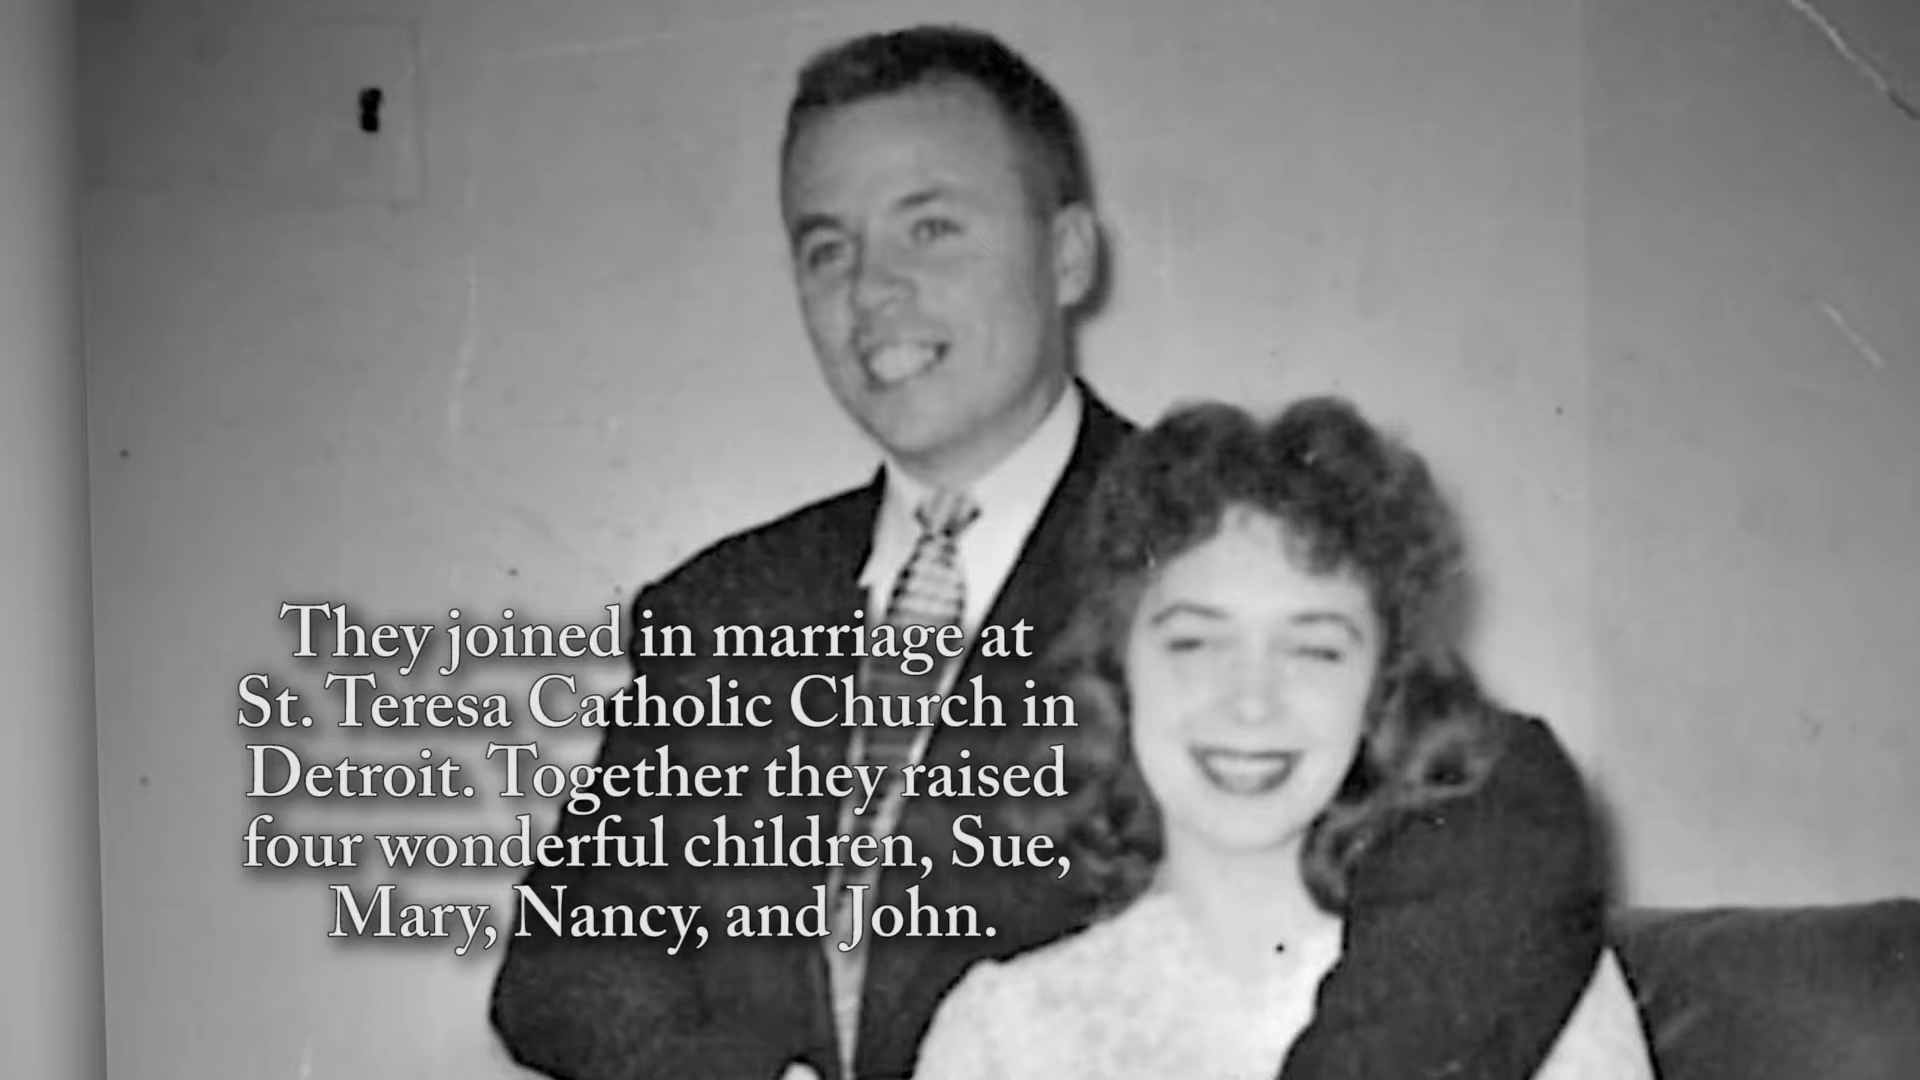 They joined in marriage at
St. Teresa Catholic Church in
Detroit. Together they raised
four wonderful children, Sue,
Mary, Nancy, and John.